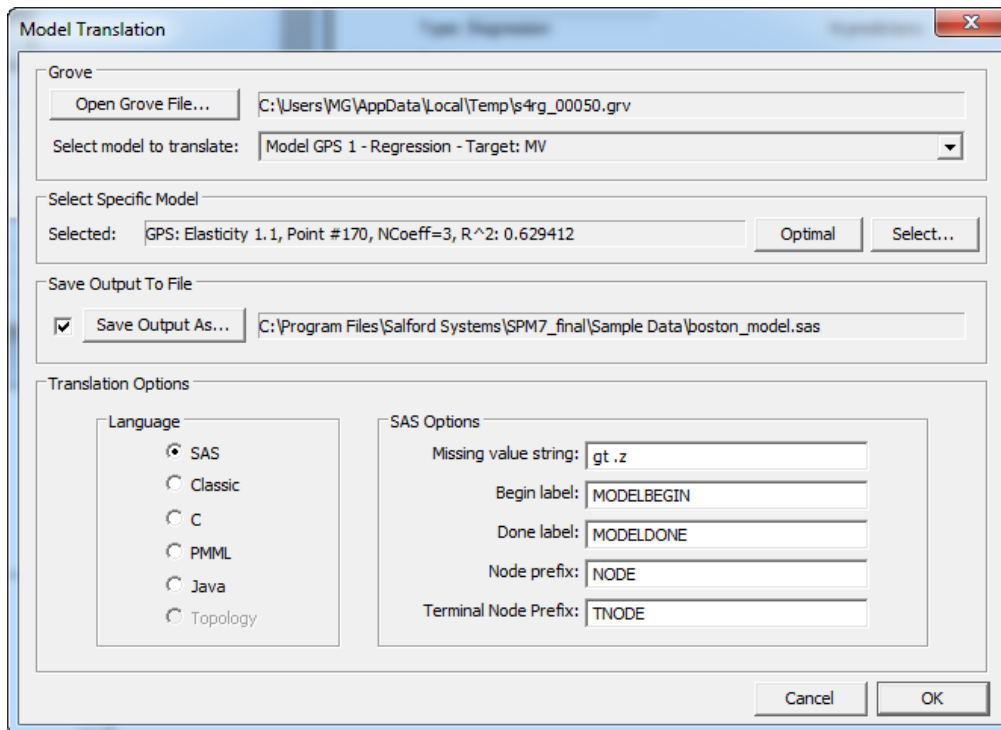 Model Translation
Type: Regression
Grove
Open Grove File... C:\Users\MG\AppData\Local\Temp\s4rg_00050.grv
Select model to translate: Model GPS 1 - Regression - Target: MV
Select Specific Model
Selected: GPS: Elasticity 1.1, Point #170, NCoeff=3, R^2: 0.629412 Optimal Select...
Save Output To File
Save Output As... C:\Program Files\Salford Systems\SPM7_final\Sample Data\boston_model.sas
Translation Options
Language
SAS
Classic
C
PMML
Java
Topology
SAS Options
Missing value string: gt .z
Begin label: MODELBEGIN
Done label: MODELDONE
Node prefix: NODE
Terminal Node Prefix: TNODE
Cancel OK